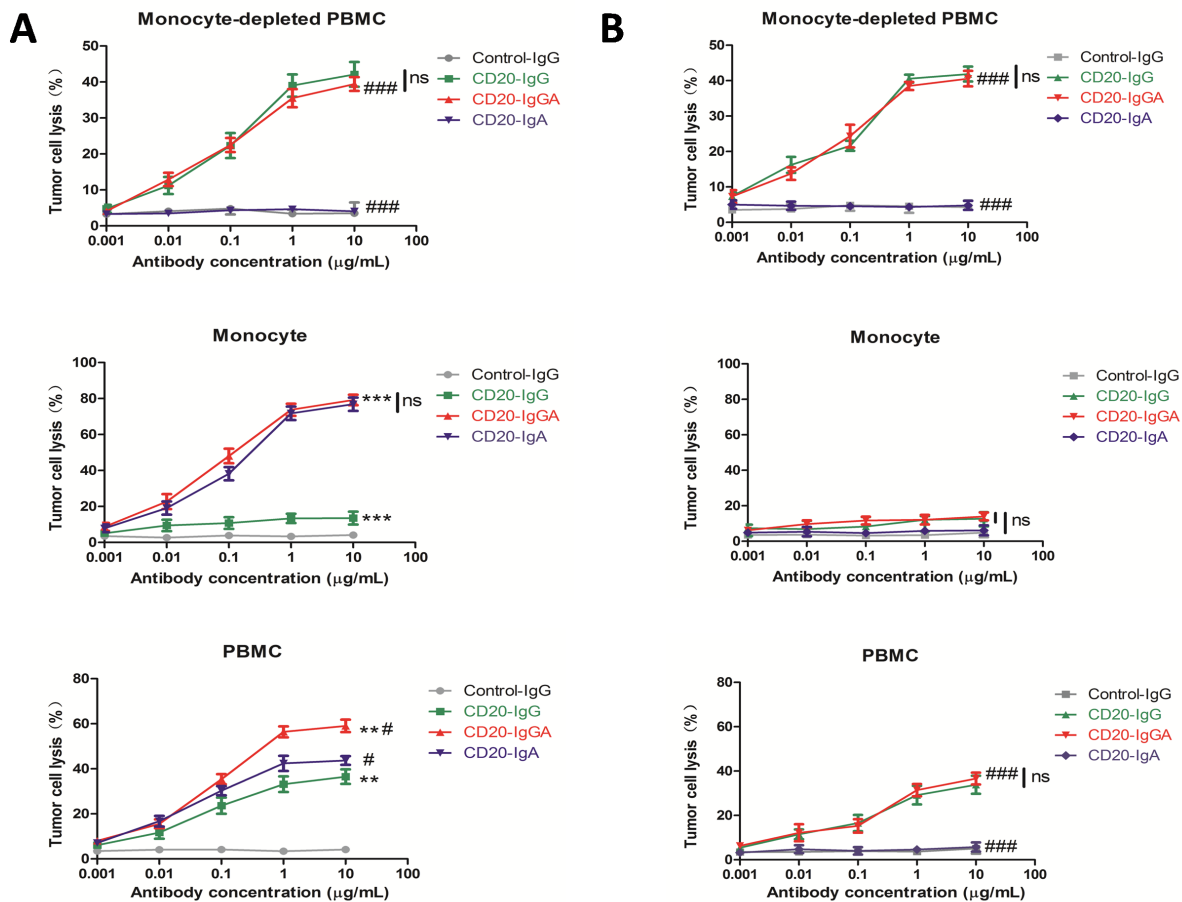 A
Monocyte-depleted PBMC
50
40
30
20
10
0
Tumor cell lysis (%)
0.001 0.01 0.1 1 10 100
Antibody concentration (μg/mL)
Control-IgG
CD20-IgG
CD20-IgGA
CD20-IgA
###
ns
###
Monocyte
100
80
60
40
20
0
Tumor cell lysis (%)
0.001 0.01 0.1 1 10 100
Antibody concentration (μg/mL)
Control-IgG
CD20-IgG
CD20-IgGA
CD20-IgA
***
ns
***
PBMC
80
60
40
20
0
Tumor cell lysis (%)
0.001 0.01 0.1 1 10 100
Antibody concentration (μg/mL)
Control-IgG
CD20-IgG
CD20-IgGA
CD20-IgA
**#
#
**
B
Monocyte-depleted PBMC
50
40
30
20
10
0
Tumor cell lysis (%)
0.001 0.01 0.1 1 10 100
Antibody concentration (μg/mL)
Control-IgG
CD20-IgG
CD20-IgGA
CD20-IgA
###
ns
###
Monocyte
100
80
60
40
20
0
Tumor cell lysis (%)
0.001 0.01 0.1 1 10 100
Antibody concentration (μg/mL)
Control-IgG
CD20-IgG
CD20-IgGA
CD20-IgA
ns
PBMC
80
60
40
20
0
Tumor cell lysis (%)
0.001 0.01 0.1 1 10 100
Antibody concentration (μg/mL)
Control-IgG
CD20-IgG
CD20-IgGA
CD20-IgA
###
ns
###